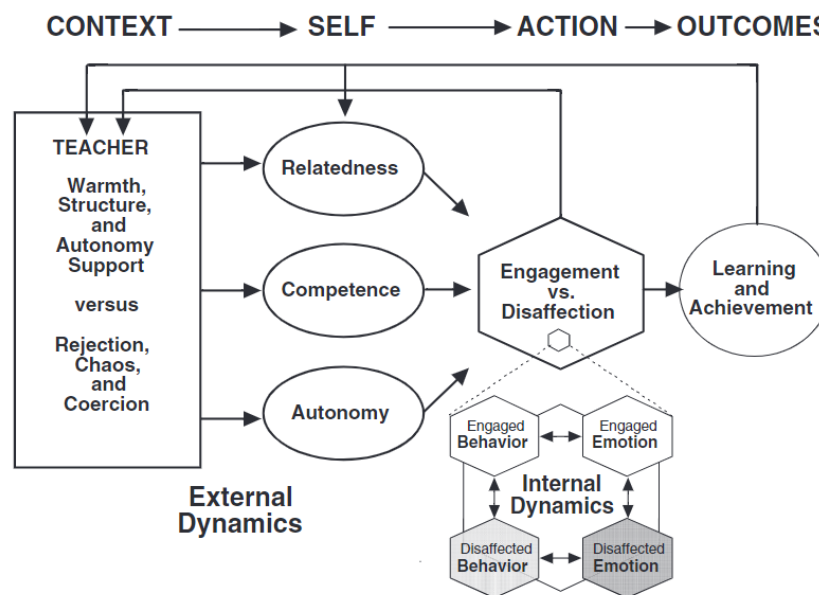 CONTEXT
SELF
ACTION
OUTCOMES
TEACHER
Warmth,
Structure,
and
Autonomy
Support
versus
Rejection,
Chaos,
and
Coercion
Relatedness
Competence
Autonomy
Engagement
vs.
Disaffection
Learning
and
Achievement
External
Dynamics
Engaged
Behavior
Engaged
Emotion
Internal
Dynamics
Disaffected
Behavior
Disaffected
Emotion